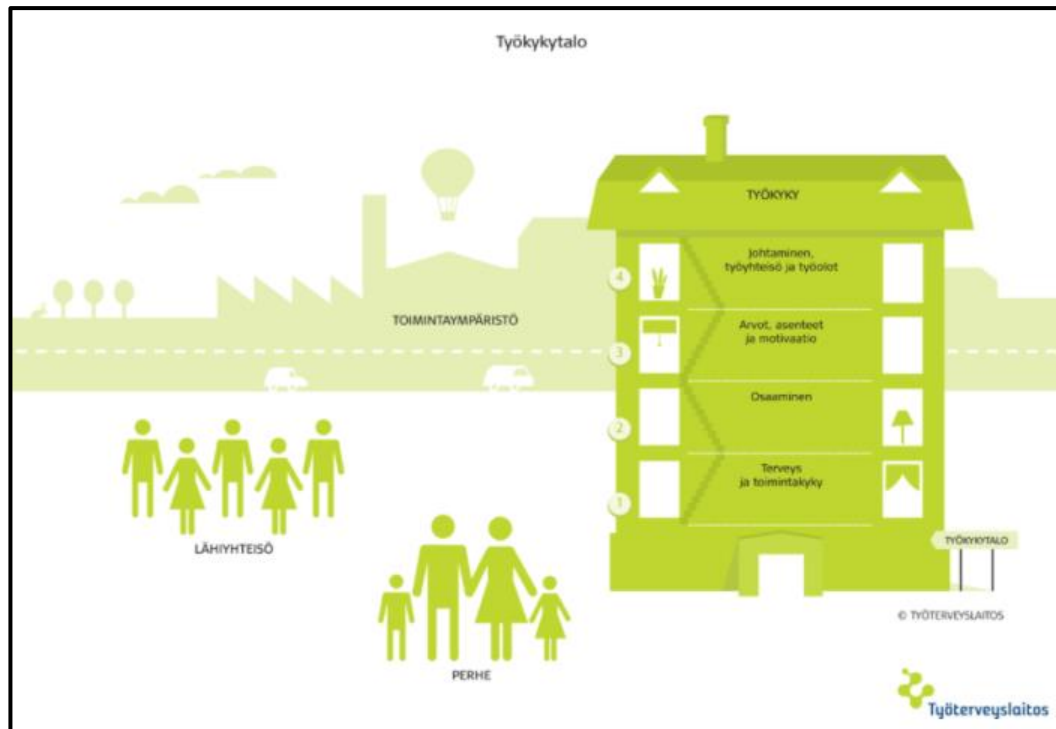 Työkykytalo
TYÖKYKY
4
Johtaminen,
työyhteisö ja työolot
TOIMINTAYMPÄRISTÖ
3
Arvot, asenteet
ja motivaatio
2
Osaaminen
1
Terveys
ja toimintakyky
LÄHIYHTEISÖ
PERHE
TYÖKYKYTALO
© TYÖTERVEYSLAITOS
Työterveyslaitos